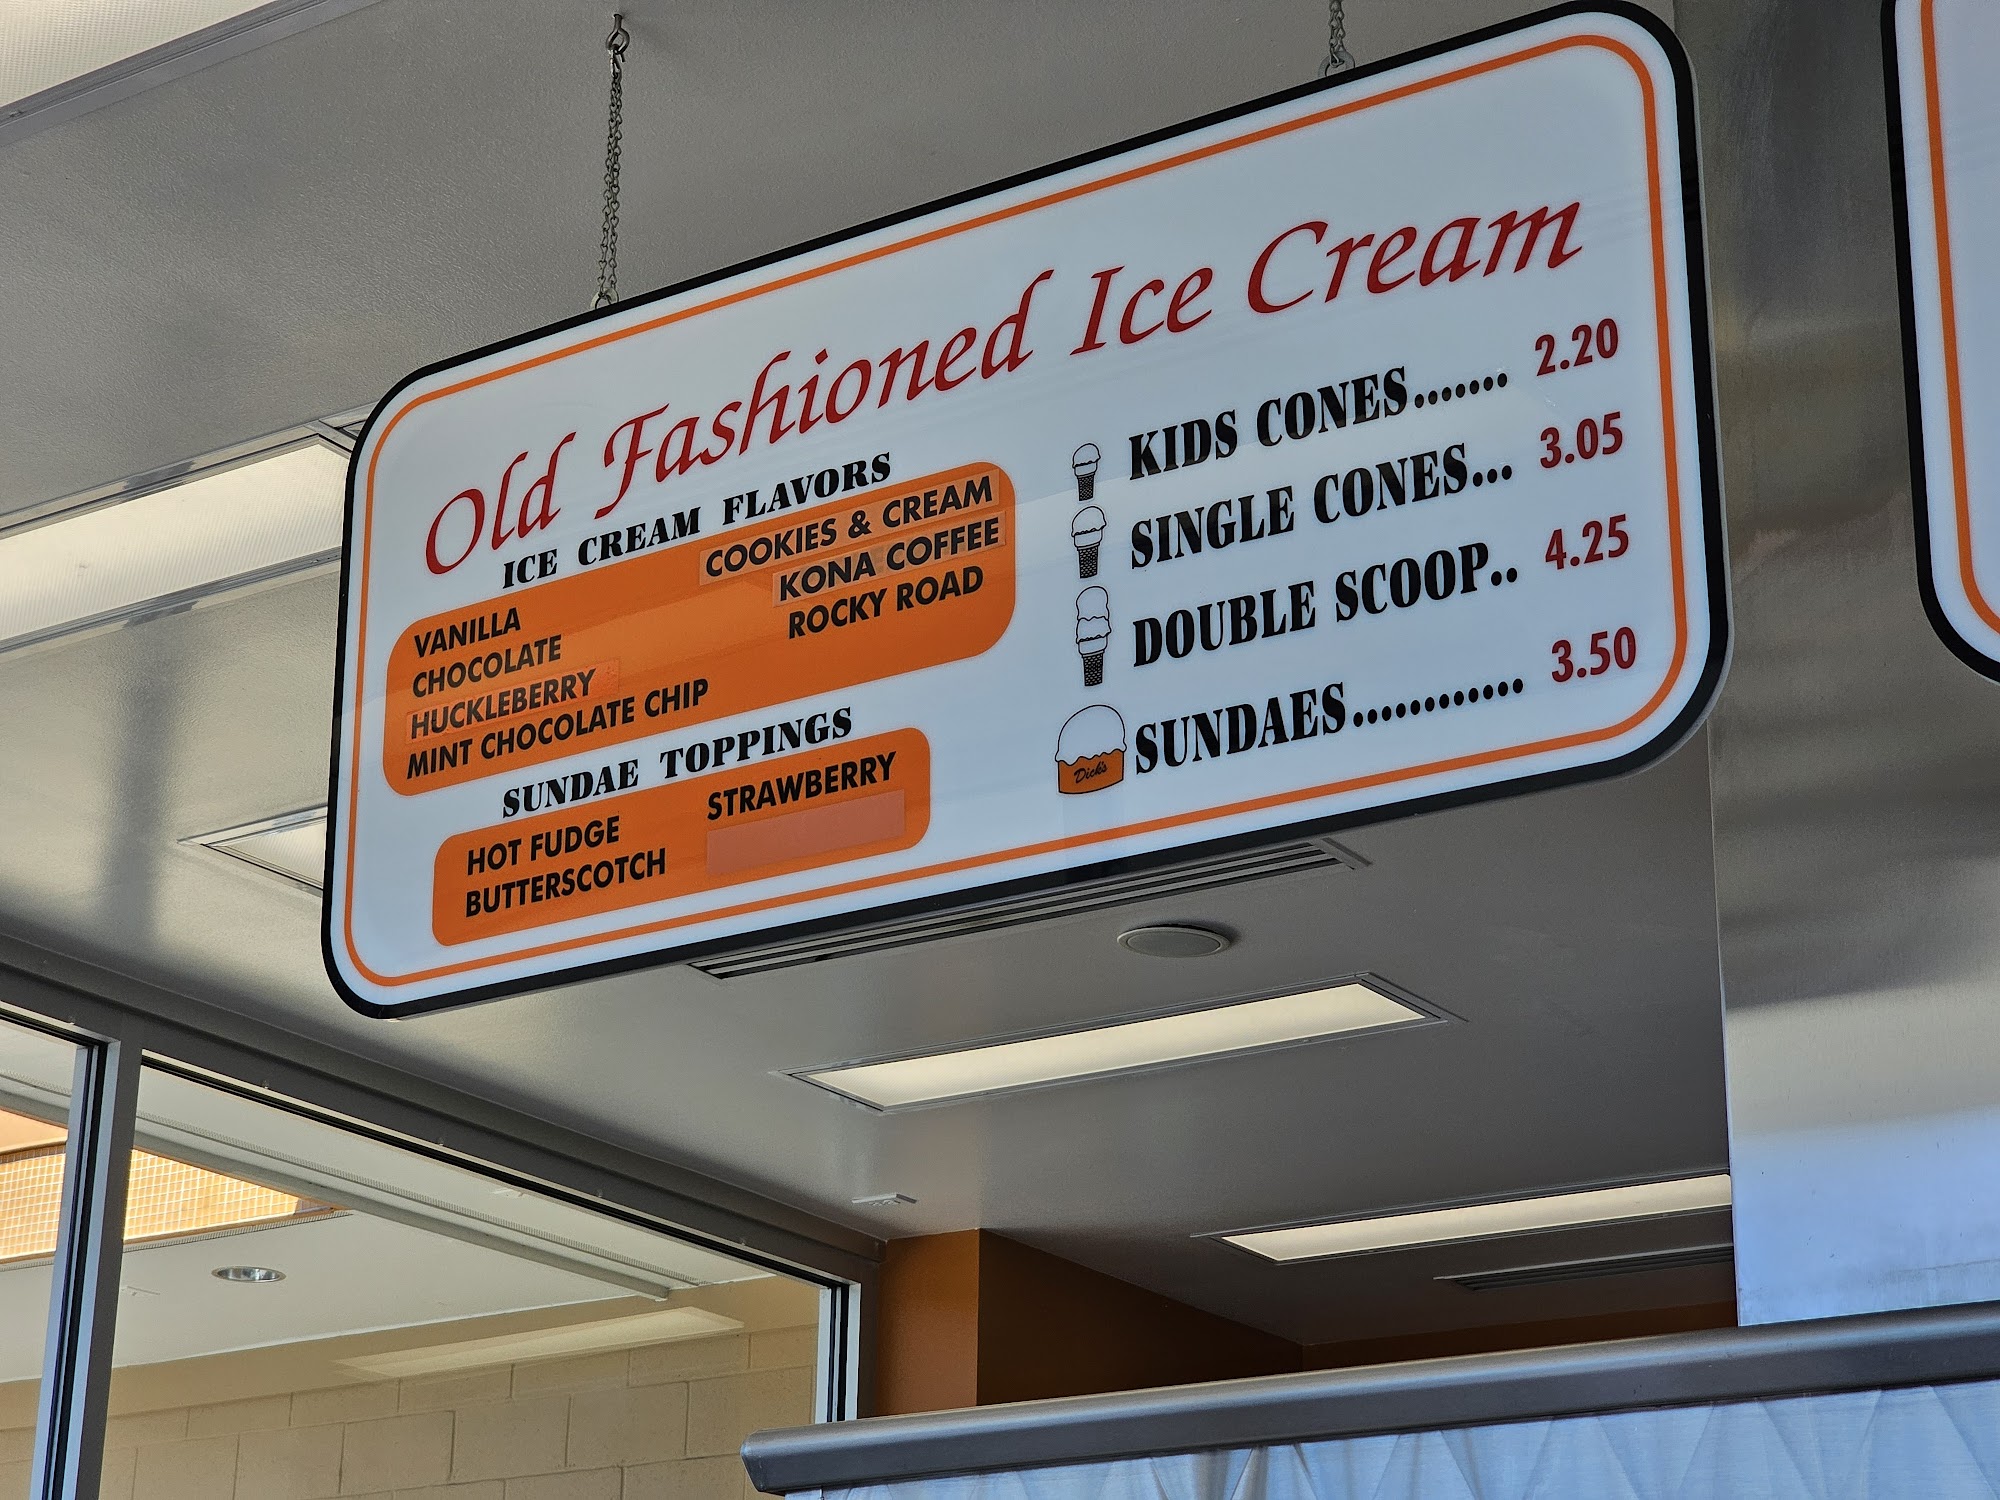 Old Fashioned Ice Cream
ICE CREAM FLAVORS
VANILLA
CHOCOLATE
HUCKLEBERRY
MINT CHOCOLATE CHIP
COOKIES & CREAM
KONA COFFEE
ROCKY ROAD
SUNDAE TOPPINGS
HOT FUDGE
BUTTERSCOTCH
STRAWBERRY
KIDS CONES....... 2.20
SINGLE CONES... 3.05
DOUBLE SCOOP.. 4.25
Dick's
SUNDAES............ 3.50